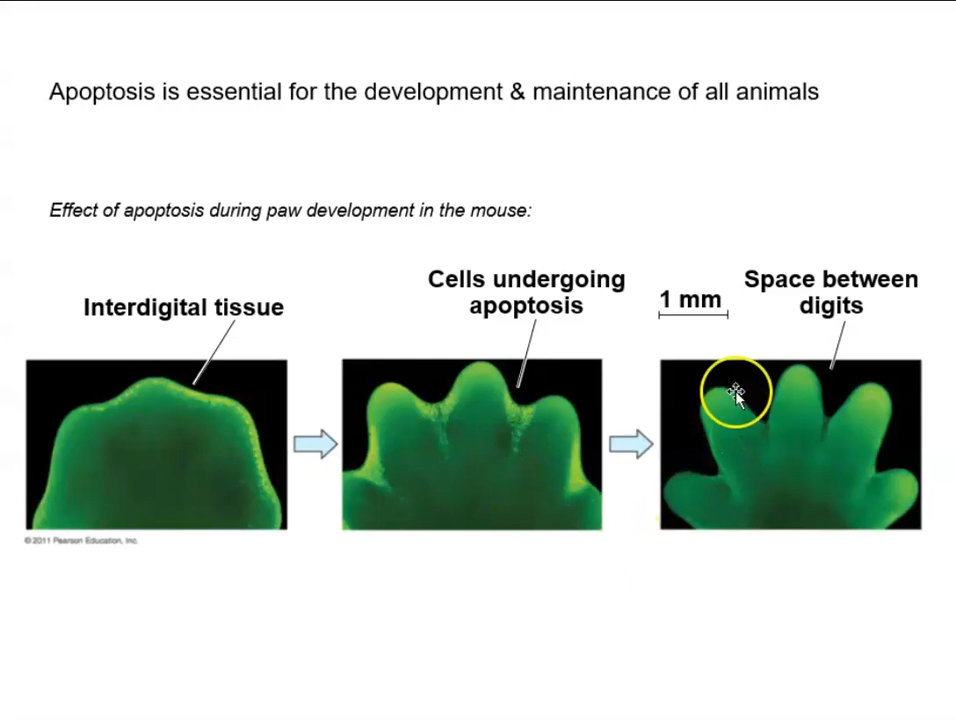 Apoptosis is essential for the development & maintenance of all animals
Effect of apoptosis during paw development in the mouse:
Interdigital tissue
Cells undergoing
apoptosis
1 mm
Space between
digits
© 2011 Pearson Education, Inc.